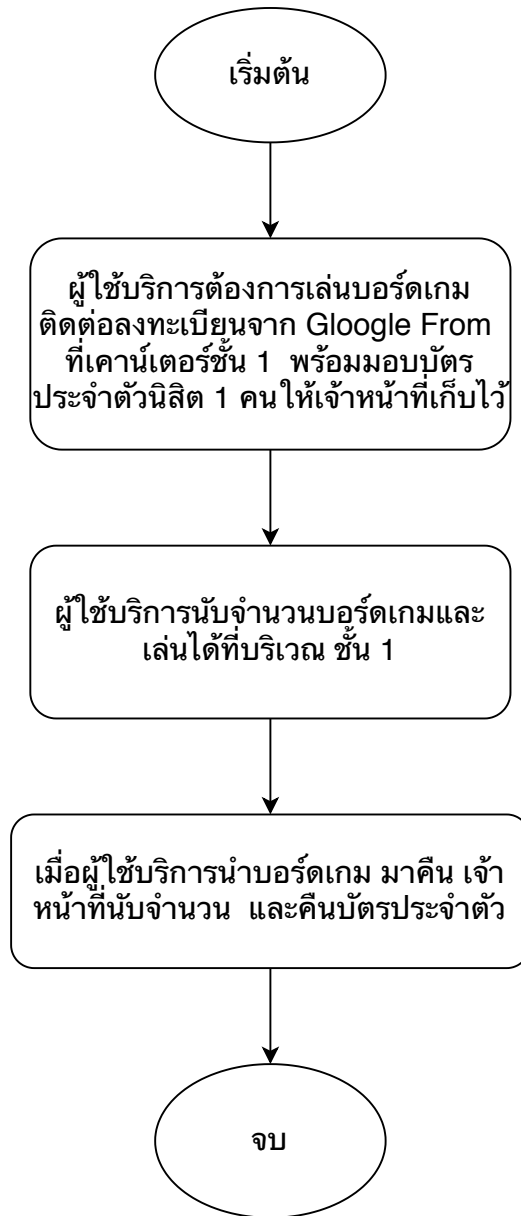 เริ่มต้น
ผู้ใช้บริการต้องการเล่นบอร์ดเกม
ติดต่อลงทะเบียนจาก Gloogle From
ที่เคาน์เตอร์ชั้น 1 พร้อมมอบบัตร
ประจำตัวนิสิต 1 คนให้เจ้าหน้าที่เก็บไว้
ผู้ใช้บริการนับจำนวนบอร์ดเกมและ
เล่นได้ที่บริเวณ ชั้น 1
เมื่อผู้ใช้บริการนำบอร์ดเกม มาคืน เจ้า
หน้าที่นับจำนวน และคืนบัตรประจำตัว
จบ